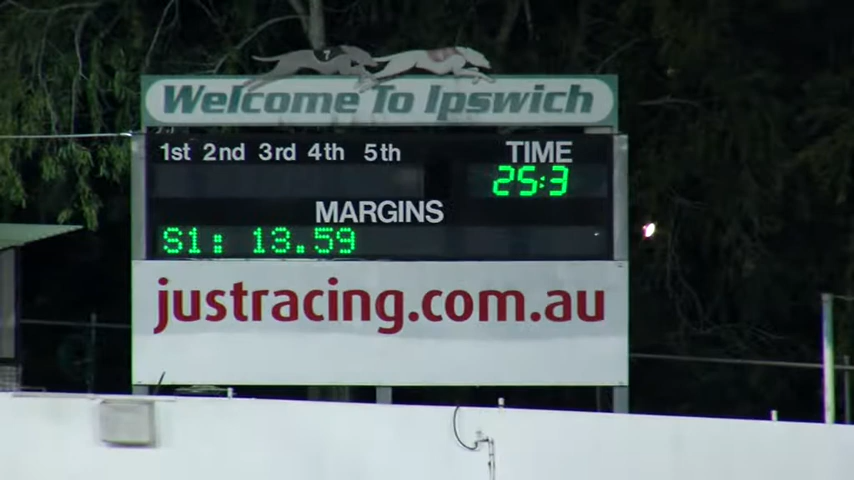 Welcome To Ipswich
1st 2nd 3rd 4th 5th TIME
25:3
MARGINS
S1: 13.59
justracing.com.au